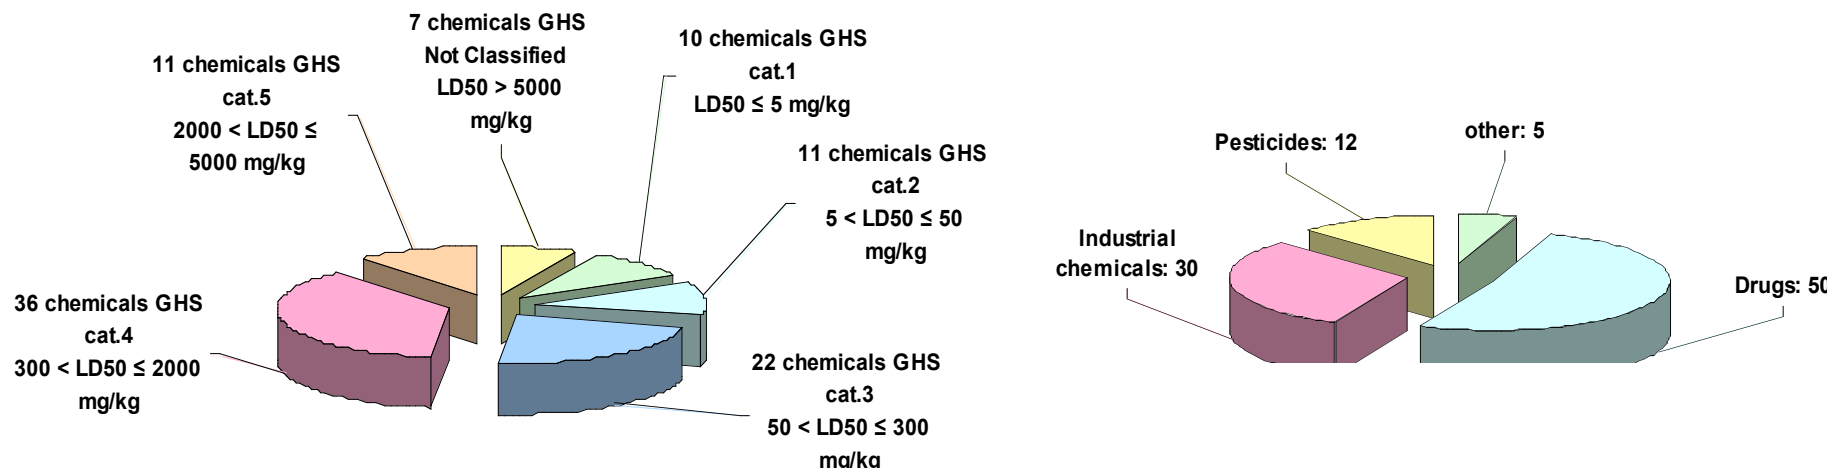 7 chemicals GHS
Not Classified
LD50 > 5000
mg/kg
10 chemicals GHS
cat.1
LD50 ≤ 5 mg/kg
11 chemicals GHS
cat.5
2000 < LD50 ≤
5000 mg/kg
11 chemicals GHS
cat.2
5 < LD50 ≤ 50
mg/kg
36 chemicals GHS
cat.4
300 < LD50 ≤ 2000
mg/kg
22 chemicals GHS
cat.3
50 < LD50 ≤ 300
mg/kg
other: 5
Pesticides: 12
Industrial
chemicals: 30
Drugs: 50